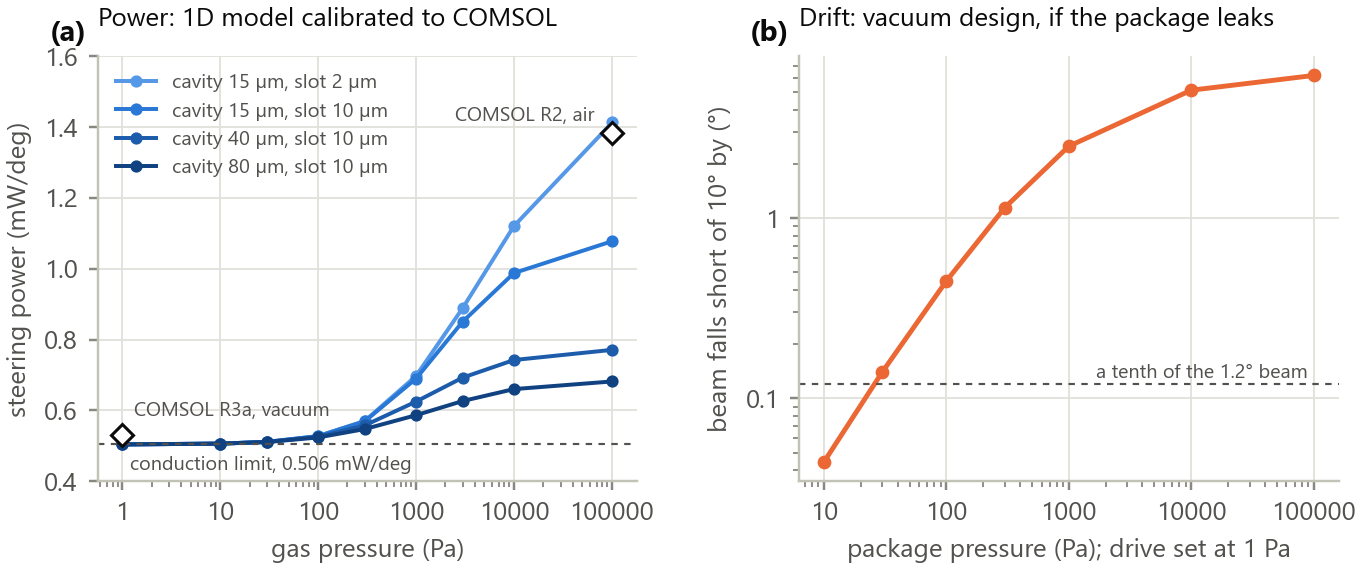 (a)
Power: 1D model calibrated to COMSOL
steering power (mW/deg)
1.6
1.4
1.2
1.0
0.8
0.6
0.4
cavity 15 µm, slot 2 µm
cavity 15 µm, slot 10 µm
cavity 40 µm, slot 10 µm
cavity 80 µm, slot 10 µm
COMSOL R2, air
COMSOL R3a, vacuum
conduction limit, 0.506 mW/deg
1
10
100
1000
10000
100000
gas pressure (Pa)
(b)
Drift: vacuum design, if the package leaks
beam falls short of 10° by (°)
1
0.1
a tenth of the 1.2° beam
10
100
1000
10000
100000
package pressure (Pa); drive set at 1 Pa